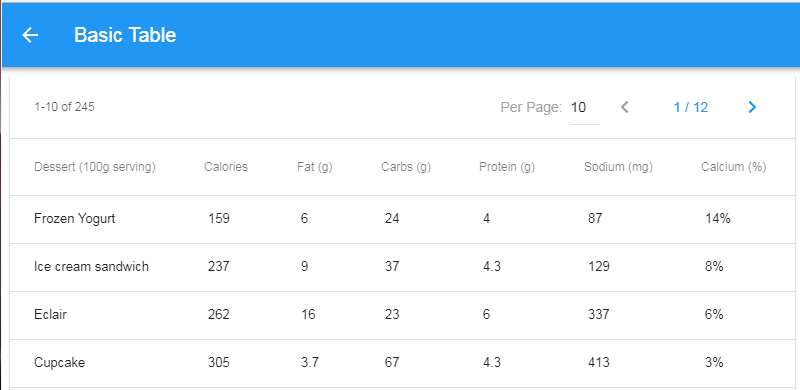 Basic Table
1-10 of 245 Per Page: 10 1 / 12
Dessert (100g serving) Calories Fat (g) Carbs (g) Protein (g) Sodium (mg) Calcium (%)
Frozen Yogurt 159 6 24 4 87 14%
Ice cream sandwich 237 9 37 4.3 129 8%
Eclair 262 16 23 6 337 6%
Cupcake 305 3.7 67 4.3 413 3%